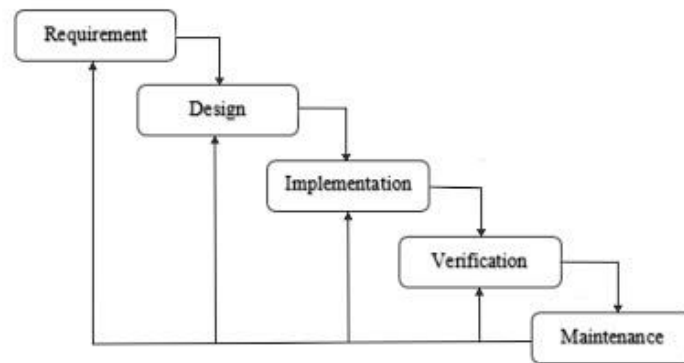 Requirement
Design
Implementation
Verification
Maintenance